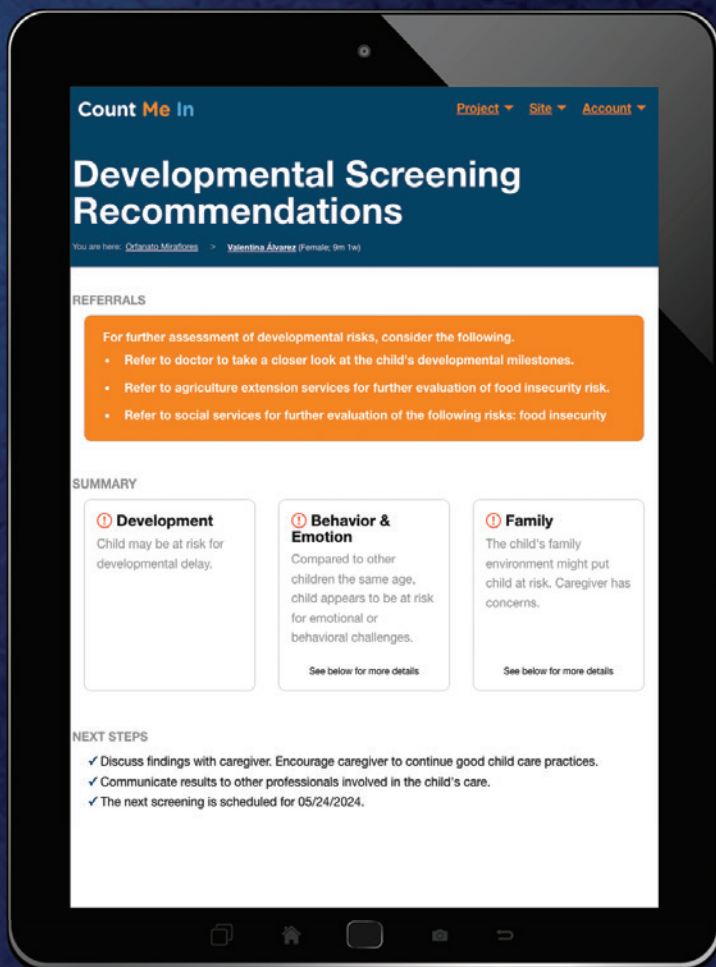 Count Me In
Project Site Account
Developmental Screening
Recommendations
You are here: Orfanato Miraflores > Valentina Álvarez (Female; 9m 1w)
REFERRALS
For further assessment of developmental risks, consider the following.
• Refer to doctor to take a closer look at the child's developmental milestones.
• Refer to agriculture extension services for further evaluation of food insecurity risk.
• Refer to social services for further evaluation of the following risks: food insecurity
SUMMARY
Development
Child may be at risk for
developmental delay.
Behavior &
Emotion
Compared to other
children the same age,
child appears to be at risk
for emotional or
behavioral challenges.
See below for more details
Family
The child's family
environment might put
child at risk. Caregiver has
concerns.
See below for more details
NEXT STEPS
✓ Discuss findings with caregiver. Encourage caregiver to continue good child care practices.
✓ Communicate results to other professionals involved in the child's care.
✓ The next screening is scheduled for 05/24/2024.